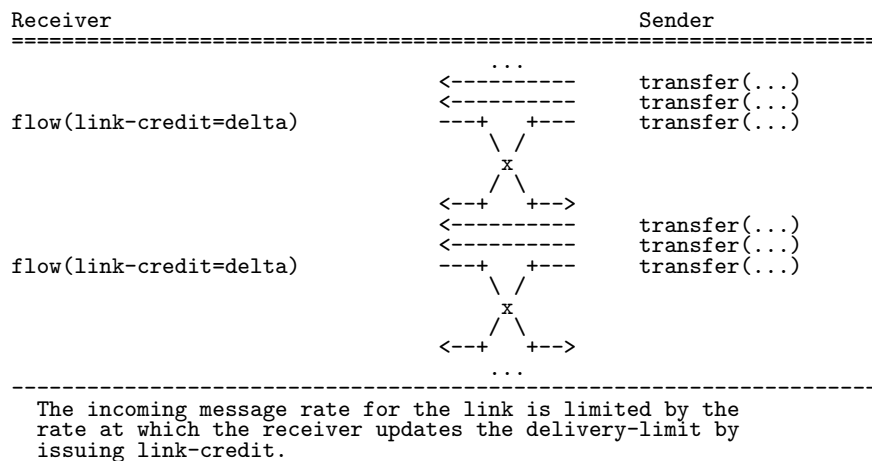 Receiver                                            Sender
=======================================================================
                                        ...
                                    <-----------     transfer(...)
                                    <-----------     transfer(...)
flow(link-credit=delta)             ---+   +---     transfer(...)
                                        \ /
                                         x
                                        / \
                                    <--+   +-->
                                    <-----------     transfer(...)
                                    <-----------     transfer(...)
flow(link-credit=delta)             ---+   +---     transfer(...)
                                        \ /
                                         x
                                        / \
                                    <--+   +-->
                                        ...
-----------------------------------------------------------------------
  The incoming message rate for the link is limited by the
  rate at which the receiver updates the delivery-limit by
  issuing link-credit.